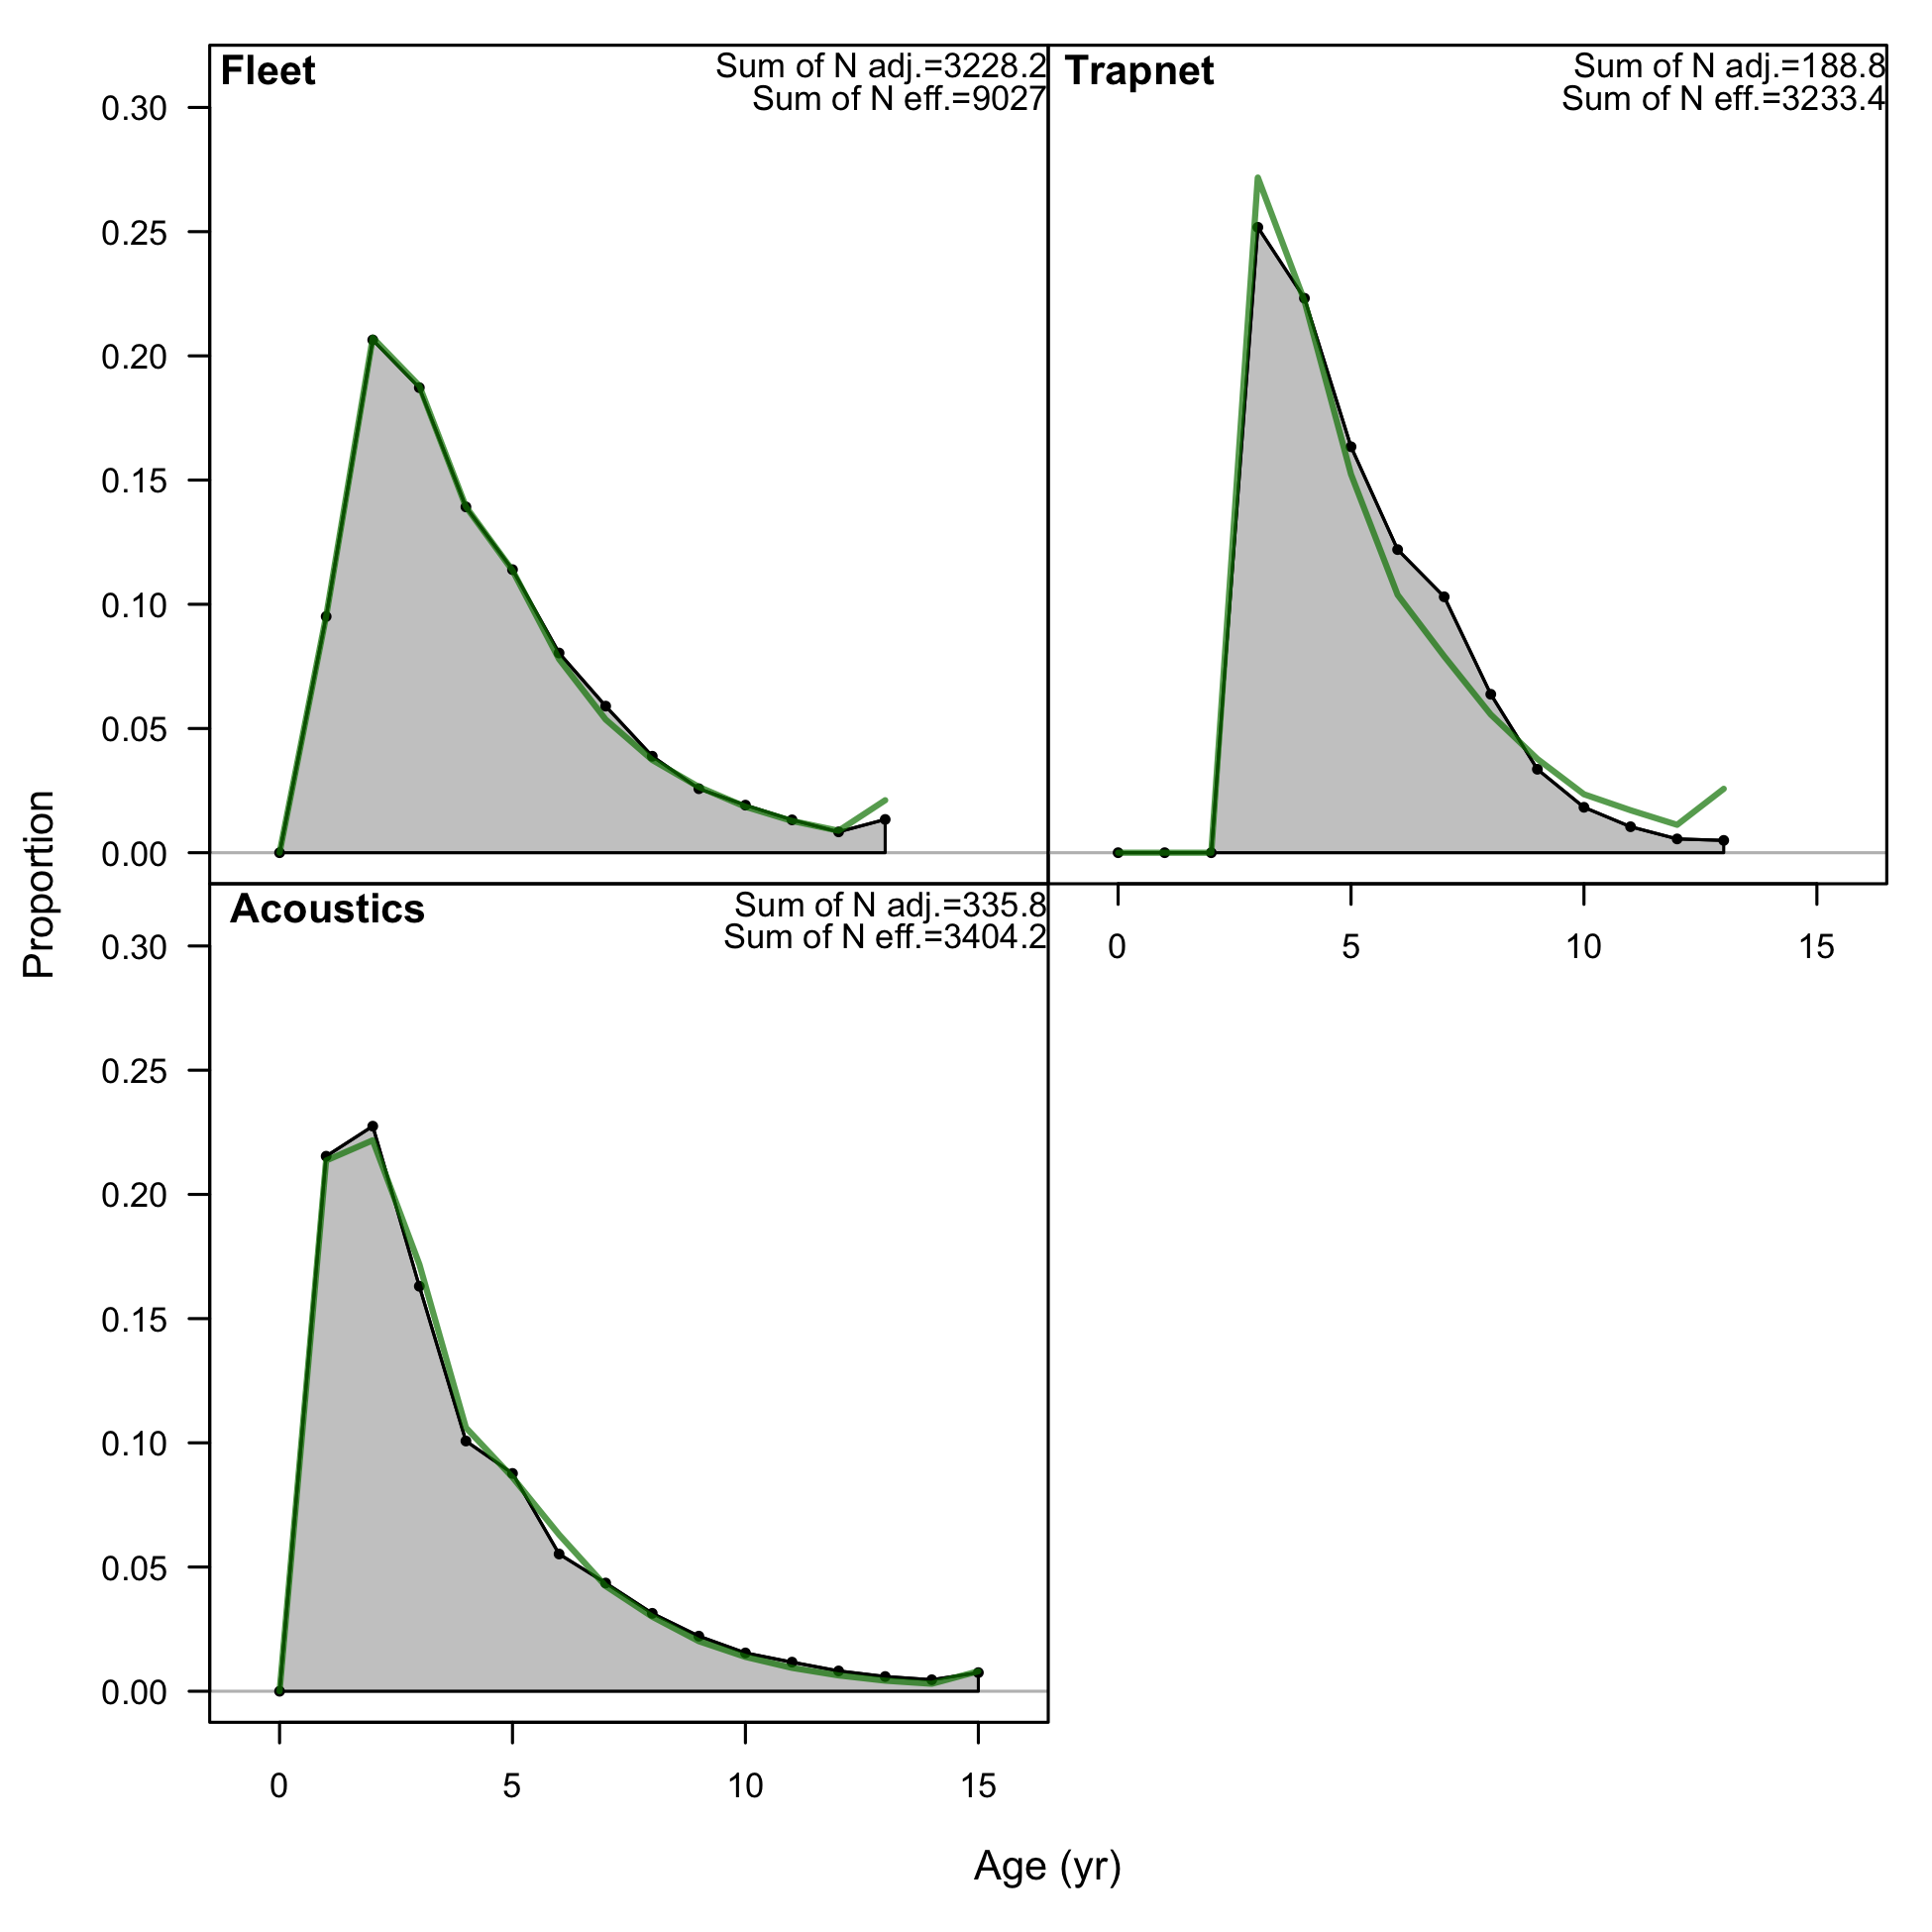 Fleet
Sum of N adj.=3228.2
Sum of N eff.=9027
Trapnet
Sum of N adj.=188.8
Sum of N eff.=3233.4
0.30
0.25
0.20
0.15
0.10
0.05
0.00
0 5 10 15
Acoustics
Sum of N adj.=335.8
Sum of N eff.=3404.2
0.30
0.25
0.20
0.15
0.10
0.05
0.00
0 5 10 15
Proportion
Age (yr)